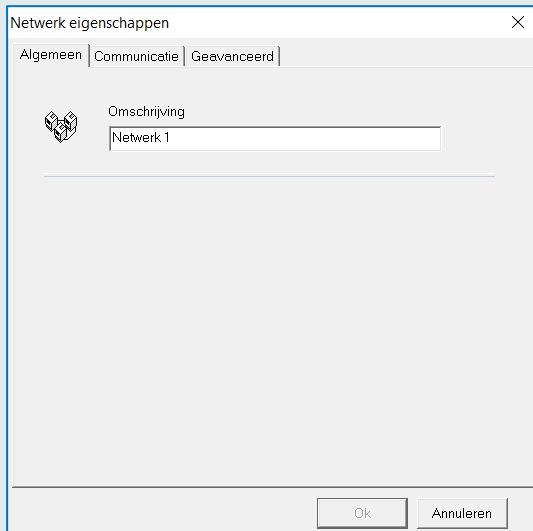 Netwerk eigenschappen
Algemeen Communicatie Geavanceerd
Omschrijving
Netwerk 1
Ok Annuleren